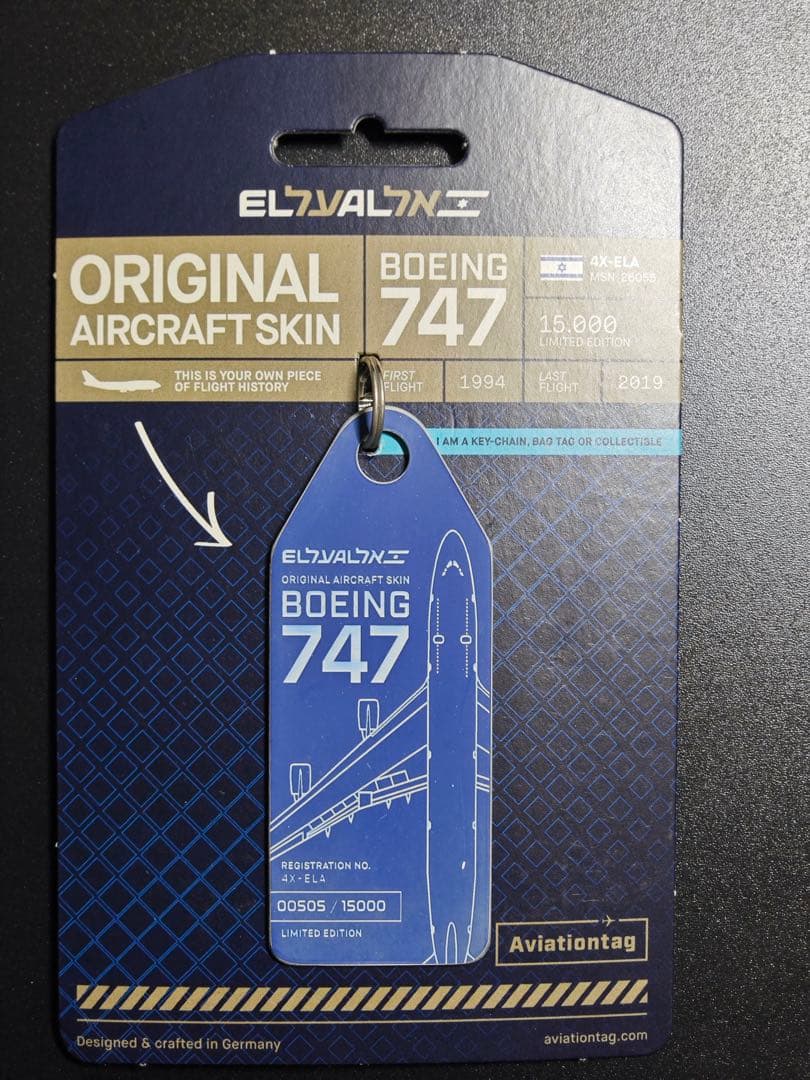 EL אל על AL אל
ORIGINAL
AIRCRAFT SKIN
BOEING
747
4X-ELA
MSN 26055
15.000
LIMITED EDITION
THIS IS YOUR OWN PIECE
OF FLIGHT HISTORY
FIRST
FLIGHT
1994
LAST
FLIGHT
2019
I AM A KEY-CHAIN, BAG TAG OR COLLECTIBLE
ORIGINAL AIRCRAFT SKIN
BOEING
747
REGISTRATION NO.
4X-ELA
00505 / 15000
LIMITED EDITION
Aviationtag
Designed & crafted in Germany
aviationtag.com